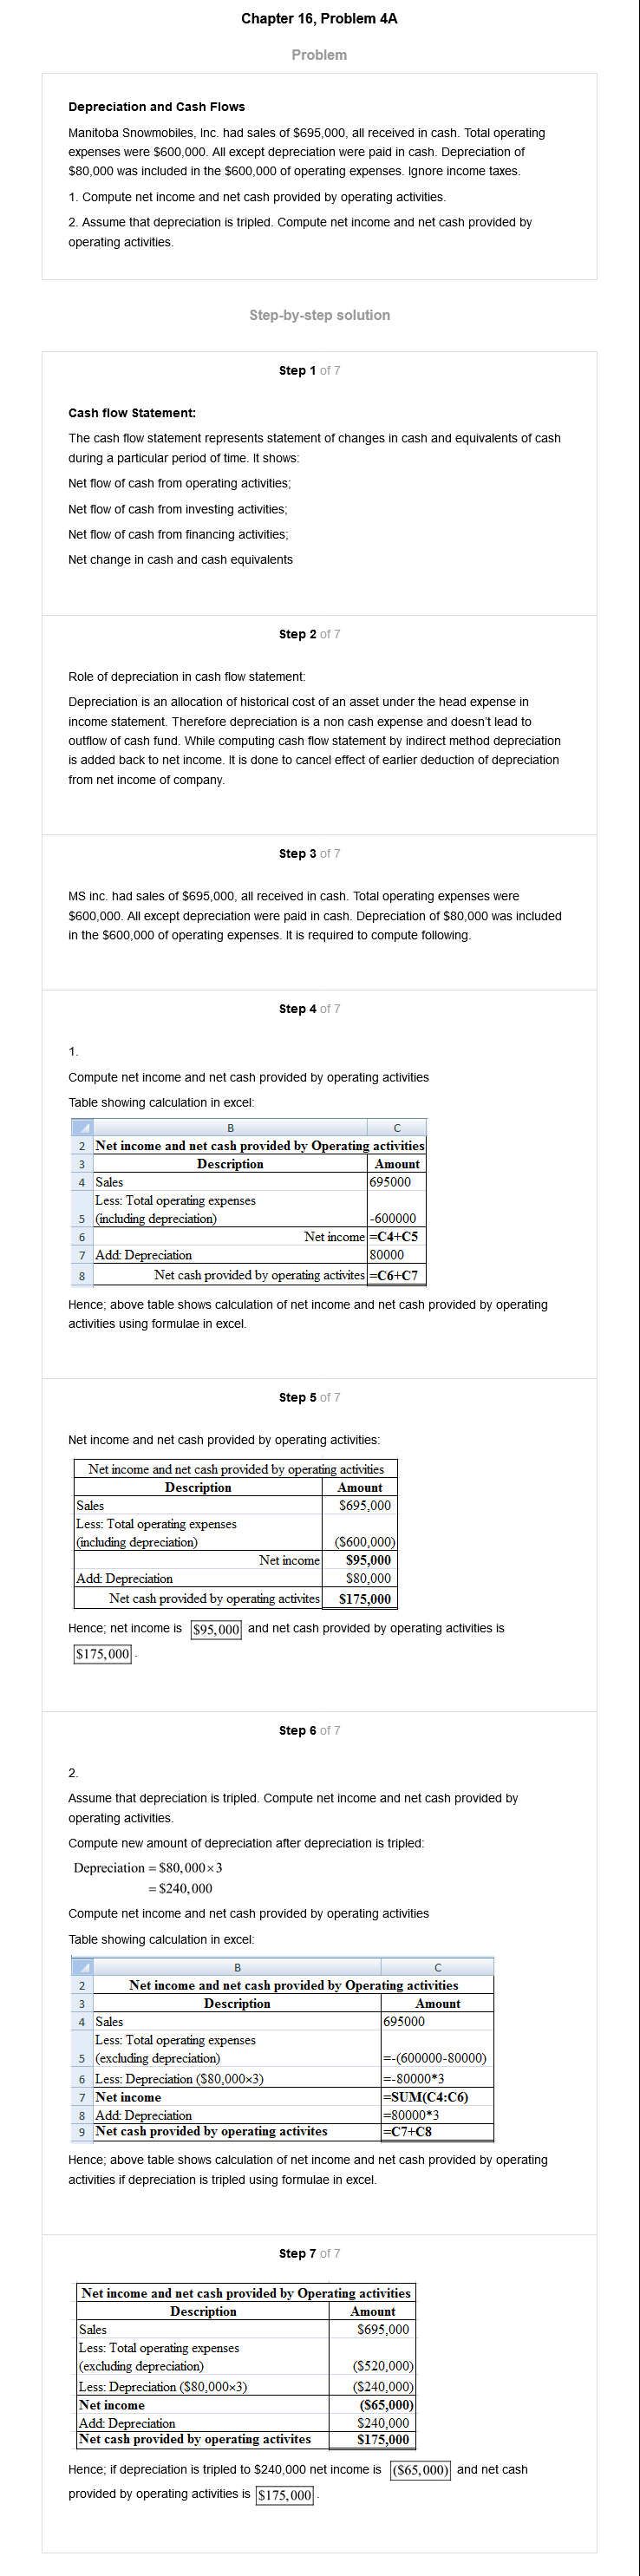 Chapter 16, Problem 4A
Problem
Depreciation and Cash Flows
Manitoba Snowmobiles, Inc. had sales of $695,000, all received in cash. Total operating
expenses were $600,000. All except depreciation were paid in cash. Depreciation of
$80,000 was included in the $600,000 of operating expenses. Ignore income taxes.
1. Compute net income and net cash provided by operating activities.
2. Assume that depreciation is tripled. Compute net income and net cash provided by
operating activities.
Step-by-step solution
Step 1 of 7
Cash flow Statement:
The cash flow statement represents statement of changes in cash and equivalents of cash
during a particular period of time. It shows:
Net flow of cash from operating activities;
Net flow of cash from investing activities;
Net flow of cash from financing activities;
Net change in cash and cash equivalents
Step 2 of 7
Role of depreciation in cash flow statement:
Depreciation is an allocation of historical cost of an asset under the head expense in
income statement. Therefore depreciation is a non cash expense and doesn't lead to
outflow of cash fund. While computing cash flow statement by indirect method depreciation
is added back to net income. It is done to cancel effect of earlier deduction of depreciation
from net income of company.
Step 3 of 7
MS inc. had sales of $695,000, all received in cash. Total operating expenses were
$600,000. All except depreciation were paid in cash. Depreciation of $80,000 was included
in the $600,000 of operating expenses. It is required to compute following.
Step 4 of 7
1.
Compute net income and net cash provided by operating activities
Table showing calculation in excel:
B C
2 Net income and net cash provided by Operating activities
3 Description Amount
4 Sales 695000
Less: Total operating expenses
5 (including depreciation) -600000
6 Net income =C4+C5
7 Add: Depreciation 80000
8 Net cash provided by operating activites =C6+C7
Hence; above table shows calculation of net income and net cash provided by operating
activities using formulae in excel.
Step 5 of 7
Net income and net cash provided by operating activities:
Net income and net cash provided by operating activities
Description Amount
Sales $695,000
Less: Total operating expenses
(including depreciation) ($600,000)
Net income $95,000
Add: Depreciation $80,000
Net cash provided by operating activites $175,000
Hence; net income is $95,000 and net cash provided by operating activities is
$175,000.
Step 6 of 7
2.
Assume that depreciation is tripled. Compute net income and net cash provided by
operating activities.
Compute new amount of depreciation after depreciation is tripled:
Depreciation = $80,000×3
= $240,000
Compute net income and net cash provided by operating activities
Table showing calculation in excel:
B C
2 Net income and net cash provided by Operating activities
3 Description Amount
4 Sales 695000
Less: Total operating expenses
5 (excluding depreciation) =-(600000-80000)
6 Less: Depreciation ($80,000×3) =-80000*3
7 Net income =SUM(C4:C6)
8 Add: Depreciation =80000*3
9 Net cash provided by operating activites =C7+C8
Hence; above table shows calculation of net income and net cash provided by operating
activities if depreciation is tripled using formulae in excel.
Step 7 of 7
Net income and net cash provided by Operating activities
Description Amount
Sales $695,000
Less: Total operating expenses
(excluding depreciation) ($520,000)
Less: Depreciation ($80,000×3) ($240,000)
Net income ($65,000)
Add: Depreciation $240,000
Net cash provided by operating activites $175,000
Hence; if depreciation is tripled to $240,000 net income is ($65,000) and net cash
provided by operating activities is $175,000.